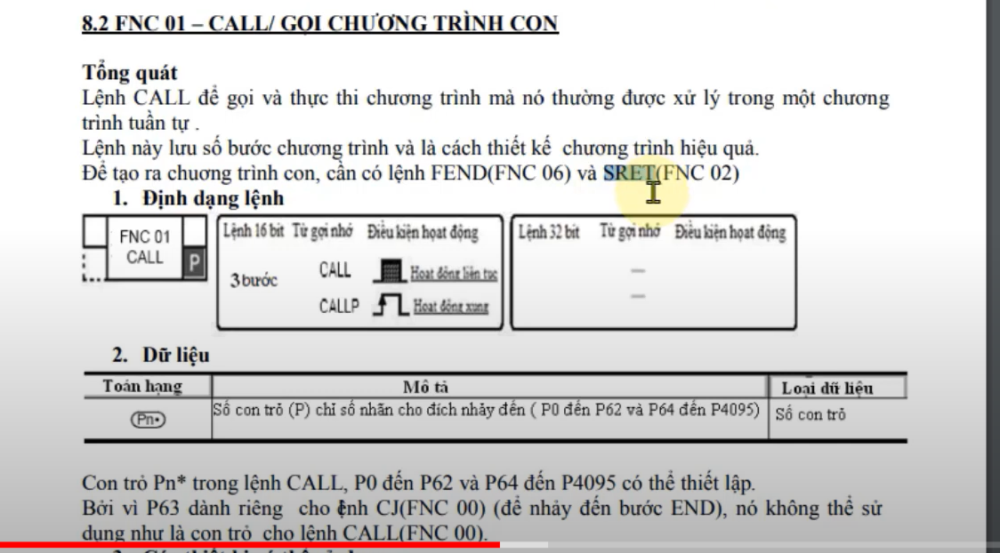 8.2 FNC 01 – CALL/ GỌI CHƯƠNG TRÌNH CON
Tổng quát
Lệnh CALL để gọi và thực thi chương trình mà nó thường được xử lý trong một chương
trình tuần tự .
Lệnh này lưu số bước chương trình và là cách thiết kế chương trình hiệu quả.
Để tạo ra chuơng trình con, cần có lệnh FEND(FNC 06) và SRET(FNC 02)
1. Định dạng lệnh
FNC 01
CALL
P
Lệnh 16 bit Từ gợi nhớ Điều kiện hoạt động
3 bước
CALL Hoạt động liên tục
CALLP Hoạt động xung
Lệnh 32 bit Từ gợi nhớ Điều kiện hoạt động
—
—
2. Dữ liệu
Toán hạng Mô tả Loại dữ liệu
Pn• Số con trỏ (P) chỉ số nhãn cho đích nhảy đến ( P0 đến P62 và P64 đến P4095) Số con trỏ
Con trỏ Pn* trong lệnh CALL, P0 đến P62 và P64 đến P4095 có thể thiết lập.
Bởi vì P63 dành riêng cho ệnh CJ(FNC 00) (để nhảy đến bước END), nó không thể sử
dụng như là con trỏ cho lệnh CALL(FNC 00).